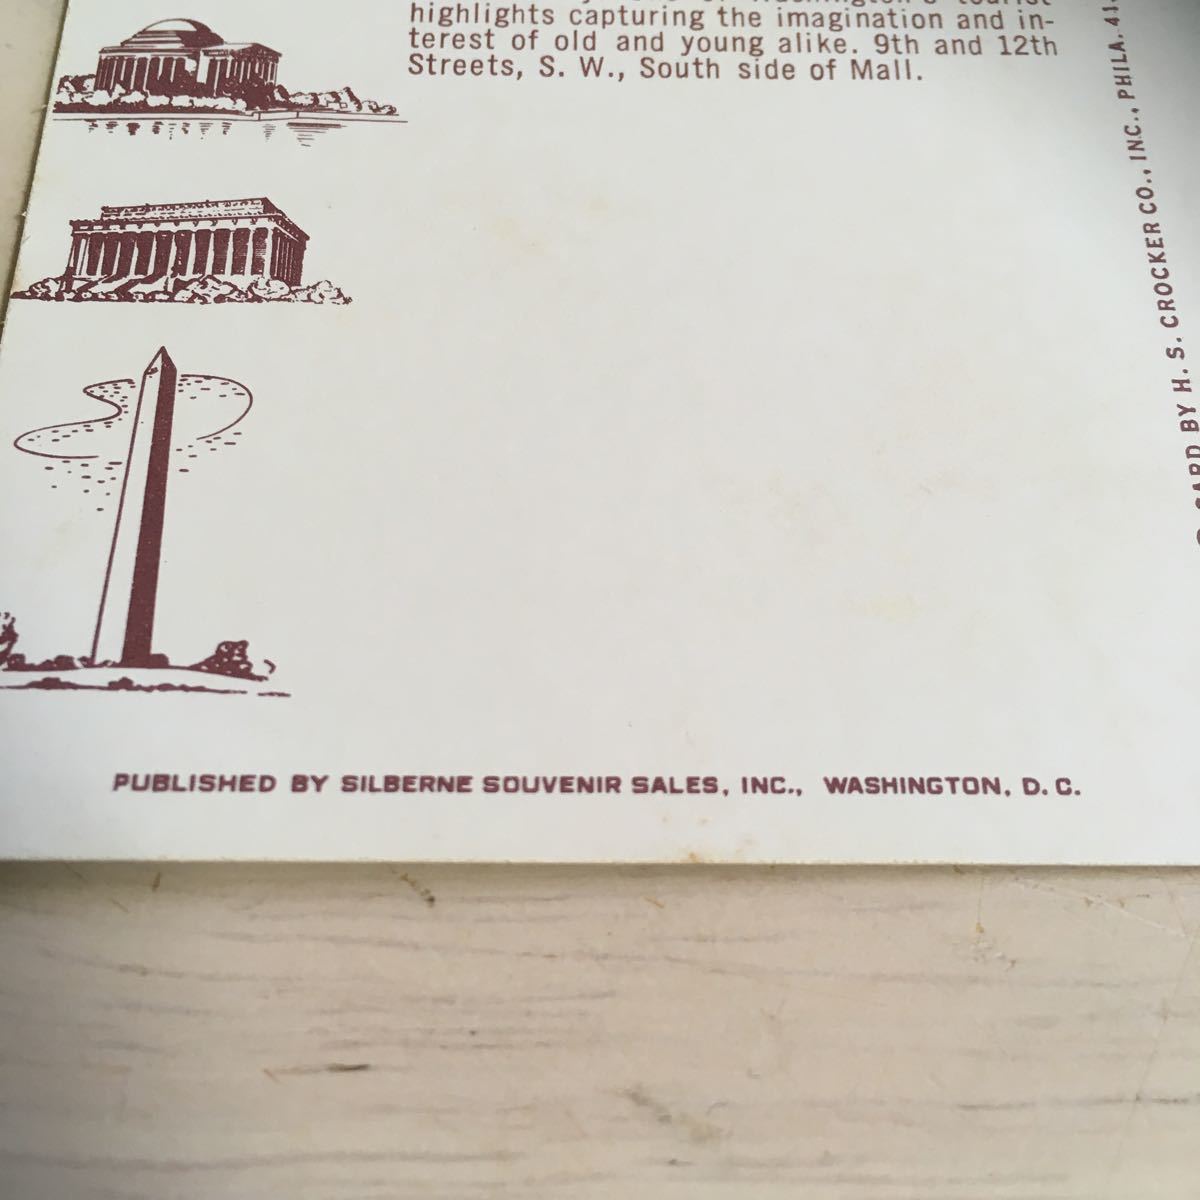 highlights capturing the imagination and in-
terest of old and young alike. 9th and 12th
Streets, S. W., South side of Mall.
CARD BY H. S. CROCKER CO., INC., PHILA. 41
PUBLISHED BY SILBERNE SOUVENIR SALES, INC., WASHINGTON, D. C.